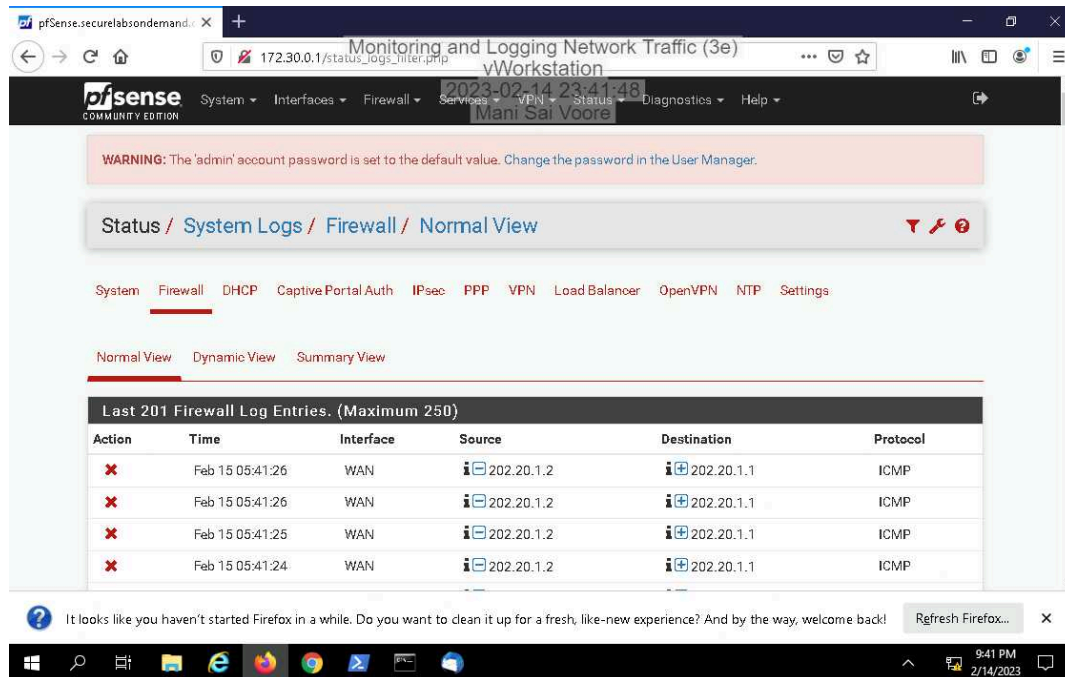 pfSense.securelabsondemand.c
172.30.0.1/status_logs_filter.php
Monitoring and Logging Network Traffic (3e)
vWorkstation
2023-02-14 23:41:48
Mani Sai Voore
pfsense
COMMUNITY EDITION
System Interfaces Firewall Services VPN Status Diagnostics Help
WARNING: The 'admin' account password is set to the default value. Change the password in the User Manager.
Status / System Logs / Firewall / Normal View
System Firewall DHCP Captive Portal Auth IPsec PPP VPN Load Balancer OpenVPN NTP Settings
Normal View Dynamic View Summary View
Last 201 Firewall Log Entries. (Maximum 250)
Action Time Interface Source Destination Protocol
Feb 15 05:41:26 WAN 202.20.1.2 202.20.1.1 ICMP
Feb 15 05:41:26 WAN 202.20.1.2 202.20.1.1 ICMP
Feb 15 05:41:25 WAN 202.20.1.2 202.20.1.1 ICMP
Feb 15 05:41:24 WAN 202.20.1.2 202.20.1.1 ICMP
It looks like you haven't started Firefox in a while. Do you want to clean it up for a fresh, like-new experience? And by the way, welcome back! Refresh Firefox...
9:41 PM
2/14/2023